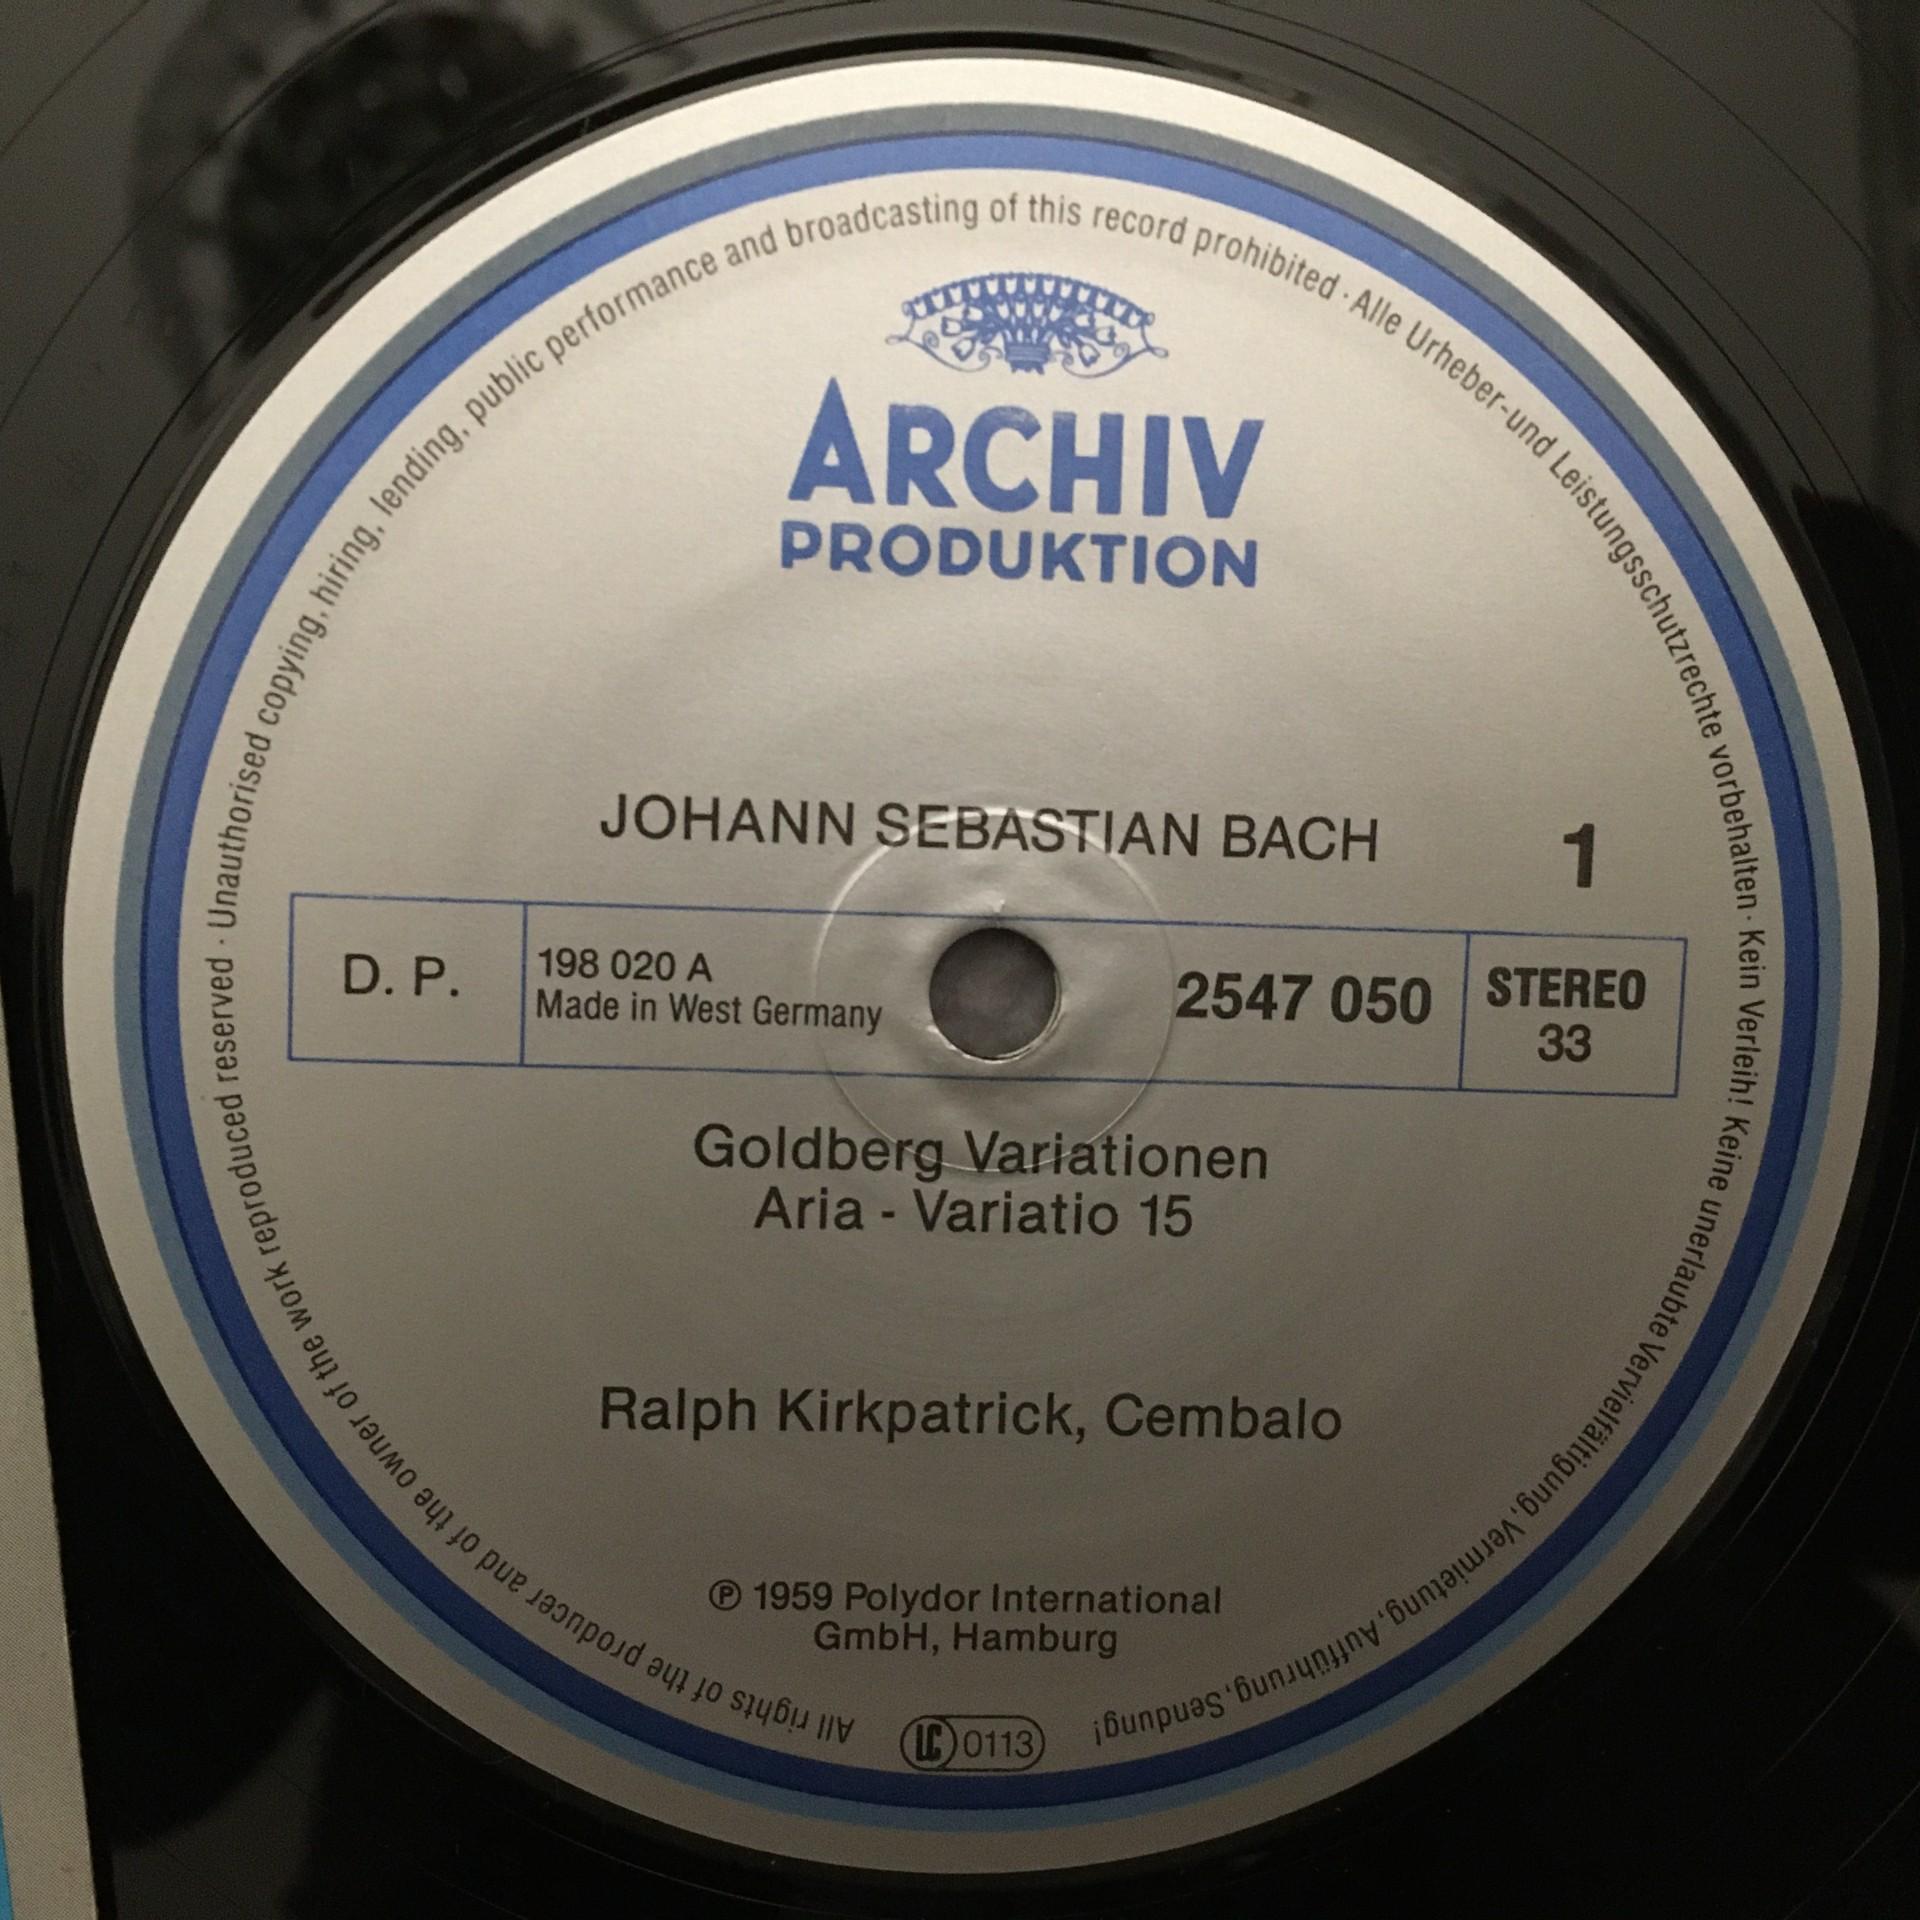 ARCHIV
PRODUKTION
JOHANN SEBASTIAN BACH
1
D. P.
198 020 A
Made in West Germany
2547 050
STEREO
33
Goldberg Variationen
Aria - Variatio 15
Ralph Kirkpatrick, Cembalo
℗ 1959 Polydor International
GmbH, Hamburg
LC 0113
All rights of the producer and of the owner of the work reproduced reserved · Unauthorised copying, hiring, lending, public performance and broadcasting of this record prohibited · Alle Urheber-und Leistungsschutzrechte vorbehalten · Kein Verleih! Keine unerlaubte Vervielfältigung, Vermietung, Aufführung, Sendung!